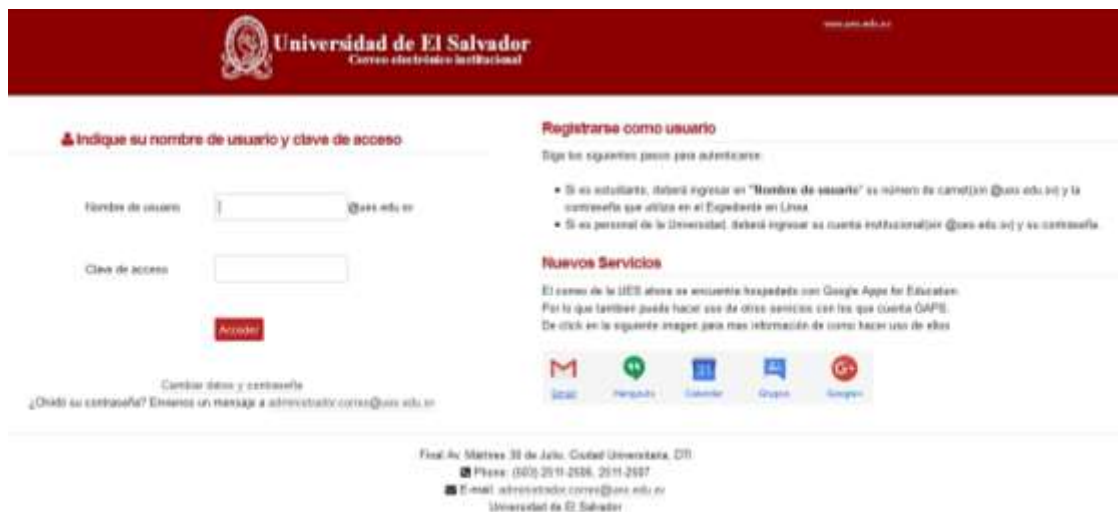 Universidad de El Salvador
Correo electrónico institucional
www.ues.edu.sv
Indique su nombre de usuario y clave de acceso
Nombre de usuario
@ues.edu.sv
Clave de acceso
Acceder
Cambiar datos y contraseña
¿Olvidó su contraseña? Envienos un mensaje a administrador.correo@ues.edu.sv
Registrarse como usuario
Siga los siguientes pasos para autenticarse:
Si es estudiante, deberá ingresar en "Nombre de usuario" su número de carnet(sin @ues.edu.sv) y la
contraseña que utiliza en el Expediente en Línea
Si es personal de la Universidad, deberá ingresar su cuenta institucional(sin @ues.edu.sv) y su contraseña.
Nuevos Servicios
El correo de la UES ahora se encuentra hospedado con Google Apps for Education.
Por lo que tambien puede hacer uso de otros servicios con los que cuenta GAPS.
De click en la siguiente imagen para mas información de como hacer uso de ellos
31
G+
Gmail
Hangouts
Calendar
Grupos
Google+
Final Av. Mártires 30 de Julio, Ciudad Universitaria, DTI
Phone: (503) 2511-2506, 2511-2507
E-mail: administrador.correo@ues.edu.sv
Universidad de El Salvador